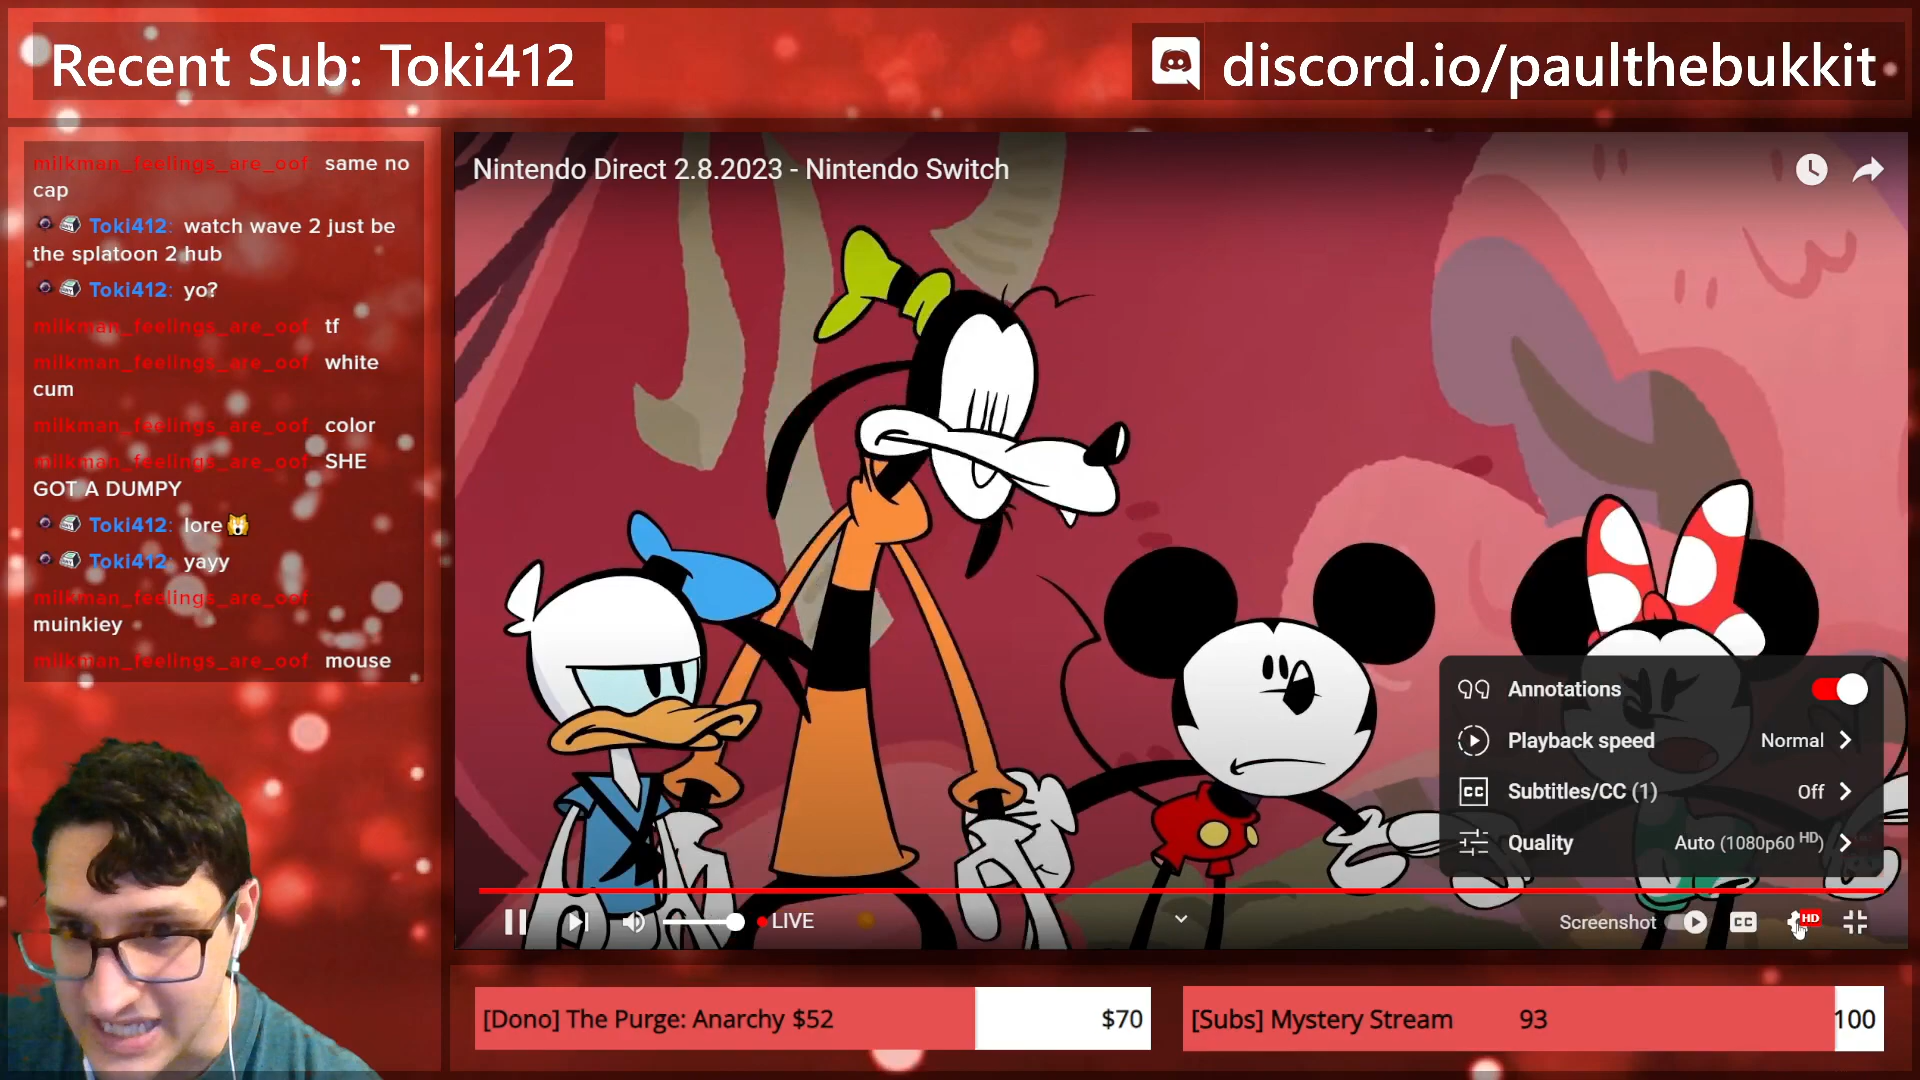 Recent Sub: Toki412
discord.io/paulthebukkit
milkman_feelings_are_oof: same no
cap
Toki412: watch wave 2 just be
the splatoon 2 hub
Toki412: yo?
milkman_feelings_are_oof: tf
milkman_feelings_are_oof: white
cum
milkman_feelings_are_oof: color
milkman_feelings_are_oof: SHE
GOT A DUMPY
Toki412: lore
Toki412: yayy
milkman_feelings_are_oof:
muinkiey
milkman_feelings_are_oof: mouse
Nintendo Direct 2.8.2023 - Nintendo Switch
Annotations
Playback speed Normal
CC Subtitles/CC (1) Off
Quality Auto (1080p60 HD)
LIVE
Screenshot CC HD
[Dono] The Purge: Anarchy $52 $70
[Subs] Mystery Stream 93 100